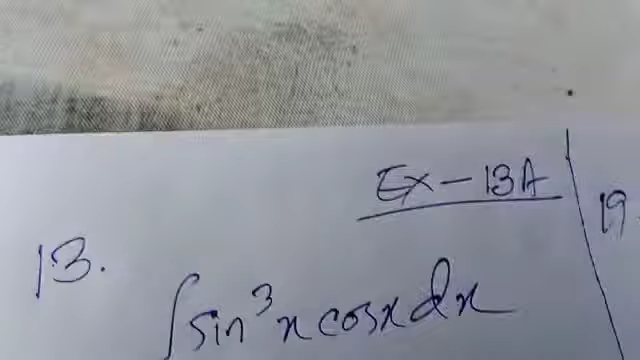 Ex - 13A
19.
13.
∫sin³x cosx dx